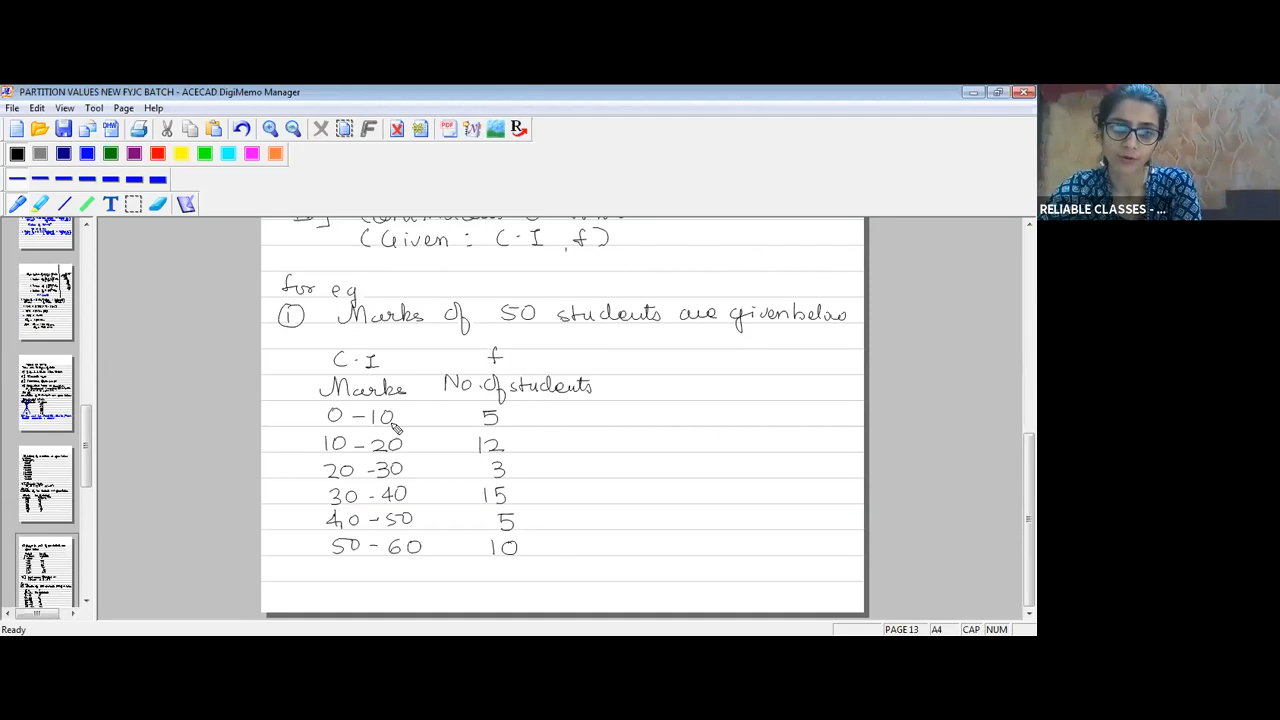 PARTITION VALUES NEW FYJC BATCH - ACECAD DigiMemo Manager
File Edit View Tool Page Help
(Given : C-I , f)
for eg
① Marks of 50 students are given below
C-I f
Marks No. of students
0 - 10 5
10 - 20 12
20 - 30 3
30 - 40 15
40 - 50 5
50 - 60 10
Ready PAGE 13 A4 CAP NUM
RELIABLE CLASSES - ...